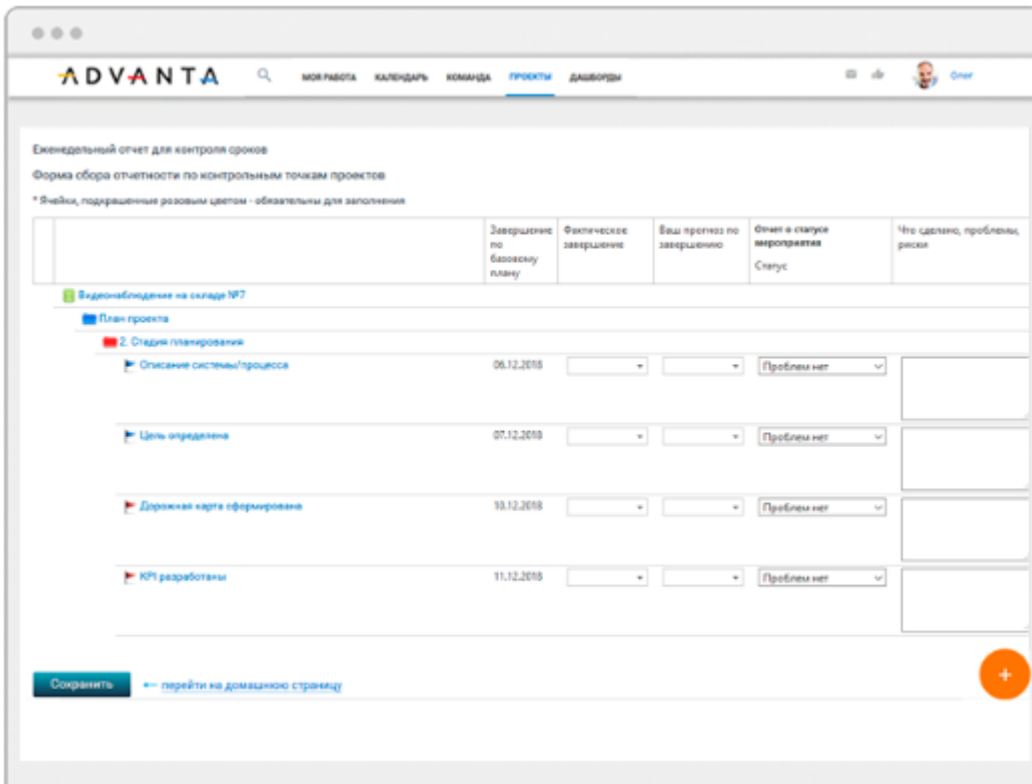 ADVANTA
МОЯ РАБОТА КАЛЕНДАРЬ КОМАНДА ПРОЕКТЫ ДАШБОРДЫ
Олег
Еженедельный отчет для контроля сроков
Форма сбора отчетности по контрольным точкам проектов
* Ячейки, подкрашенные розовым цветом - обязательны для заполнения
Завершение по базовому плану
Фактическое завершение
Ваш прогноз по завершению
Отчет о статусе мероприятия
Статус
Что сделано, проблемы, риски
Видеонаблюдение на складе №7
План проекта
2. Стадия планирования
Описание системы/процесса 06.12.2018 Проблем нет
Цель определена 07.12.2018 Проблем нет
Дорожная карта сформирована 10.12.2018 Проблем нет
KPI разработаны 11.12.2018 Проблем нет
Сохранить ← перейти на домашнюю страницу
+